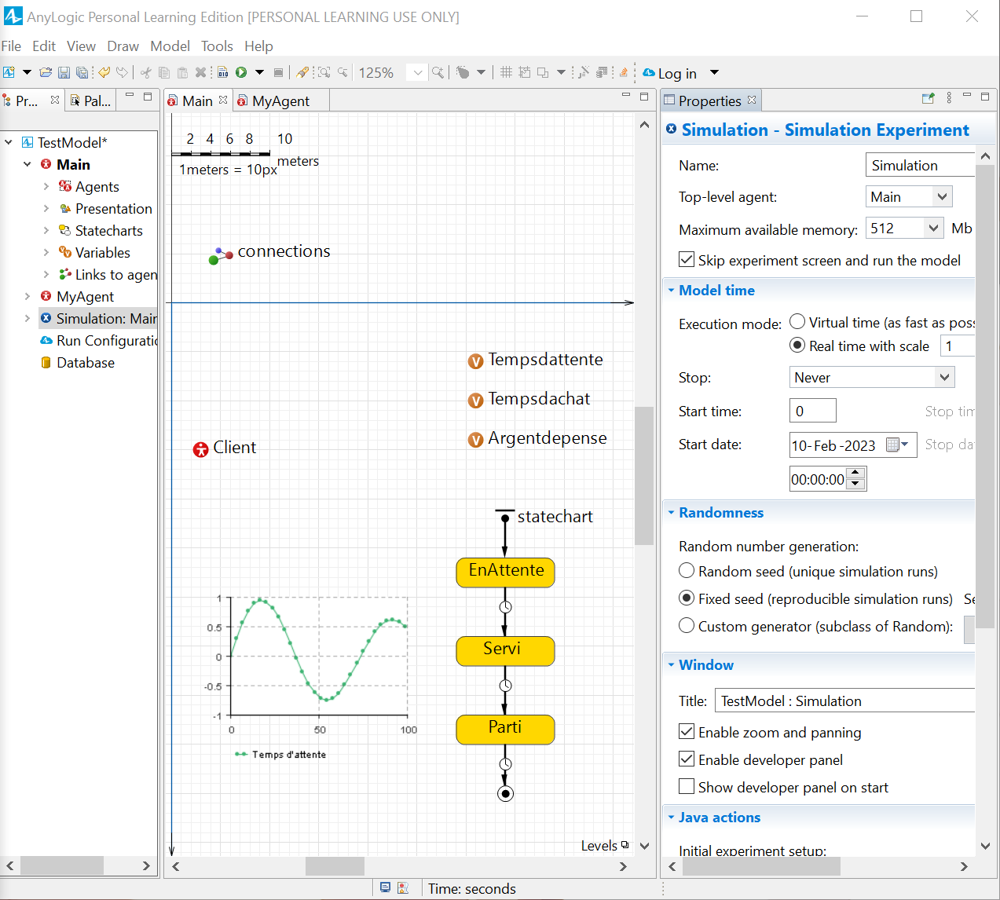 AnyLogic Personal Learning Edition [PERSONAL LEARNING USE ONLY]
File Edit View Draw Model Tools Help
125%
Log in
Pr...
Pal...
Main
MyAgent
Properties
TestModel*
Main
Agents
Presentation
Statecharts
Variables
Links to agen
MyAgent
Simulation: Main
Run Configuratio
Database
2 4 6 8 10
meters
1meters = 10px
connections
Tempsdattente
Tempsdachat
Argentdepense
Client
statechart
EnAttente
Servi
Parti
1
0.5
0
-0.5
-1
0 50 100
Temps d'attente
Levels
Simulation - Simulation Experiment
Name: Simulation
Top-level agent: Main
Maximum available memory: 512 Mb
Skip experiment screen and run the model
Model time
Execution mode: Virtual time (as fast as poss
Real time with scale 1
Stop: Never
Start time: 0 Stop tim
Start date: 10-Feb-2023 Stop da
00:00:00
Randomness
Random number generation:
Random seed (unique simulation runs)
Fixed seed (reproducible simulation runs) Se
Custom generator (subclass of Random):
Window
Title: TestModel : Simulation
Enable zoom and panning
Enable developer panel
Show developer panel on start
Java actions
Initial experiment setup:
Time: seconds